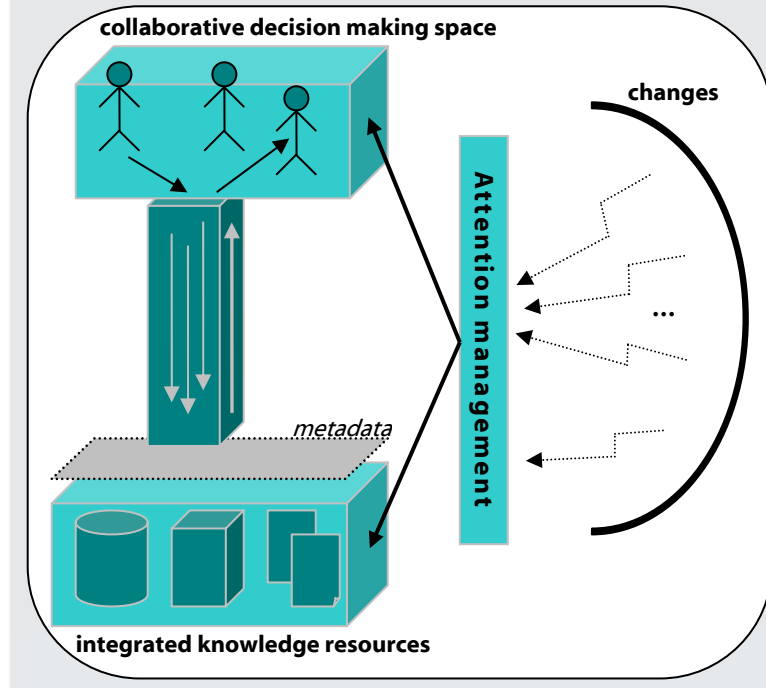 collaborative decision making space
changes
Attention management
...
metadata
integrated knowledge resources